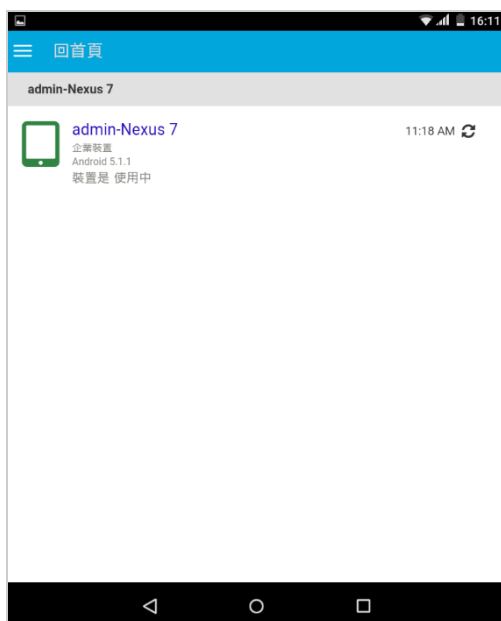 16:11
回首頁
admin-Nexus 7
admin-Nexus 7
11:18 AM
企業裝置
Android 5.1.1
裝置是 使用中